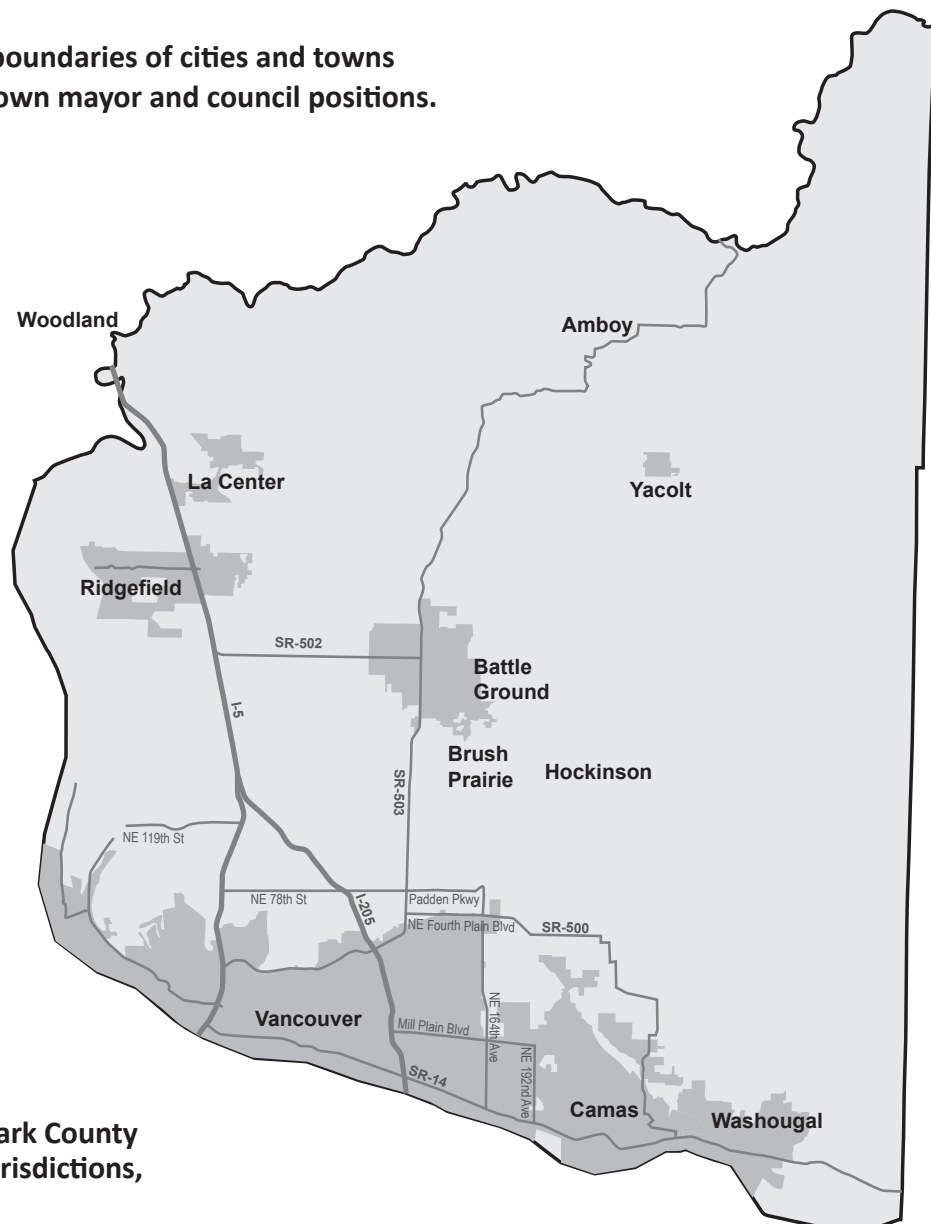 boundaries of cities and towns
own mayor and council positions.
Woodland
Amboy
La Center
Yacolt
Ridgefield
SR-502
Battle
Ground
I-5
Brush
Prairie
Hockinson
SR-503
NE 119th St
NE 78th St
I-205
Padden Pkwy
NE Fourth Plain Blvd
SR-500
Vancouver
NE 164th Ave
Mill Plain Blvd
NE 192nd Ave
SR-14
Camas
Washougal
ark County
risdictions,